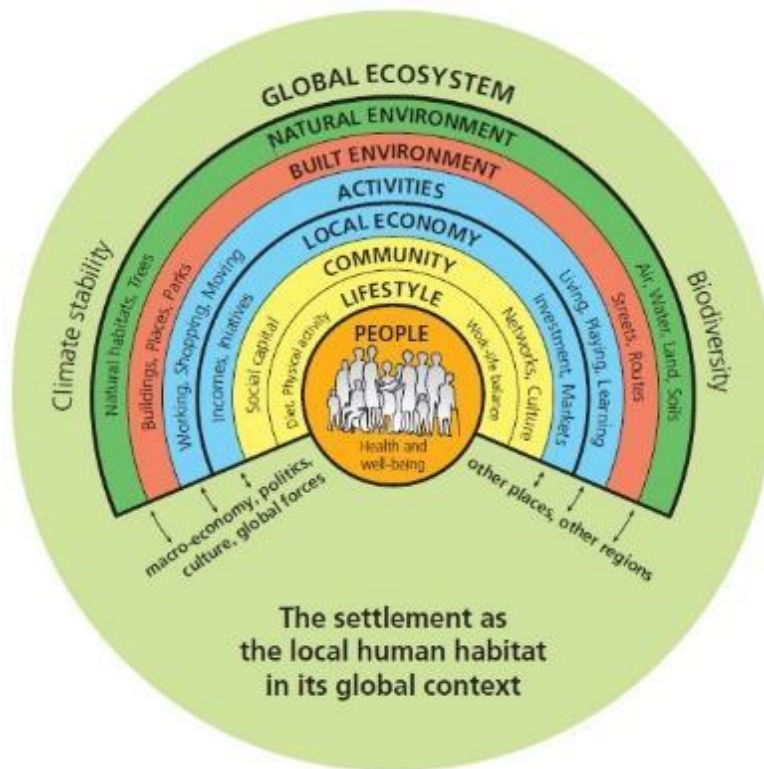 GLOBAL ECOSYSTEM
NATURAL ENVIRONMENT
BUILT ENVIRONMENT
ACTIVITIES
LOCAL ECONOMY
COMMUNITY
LIFESTYLE
PEOPLE
Health and
well-being
Climate stability
Natural habitats, Trees
Buildings, Places, Parks
Working, Shopping, Moving
Incomes, Iniatives
Social capital
Diet, Physical activity
Work-life balance
Networks, Culture
Investment, Markets
Living, Playing, Learning
Streets, Routes
Air, Water, Land, Soils
Biodiversity
macro-economy, politics,
culture, global forces
other places, other regions
The settlement as
the local human habitat
in its global context